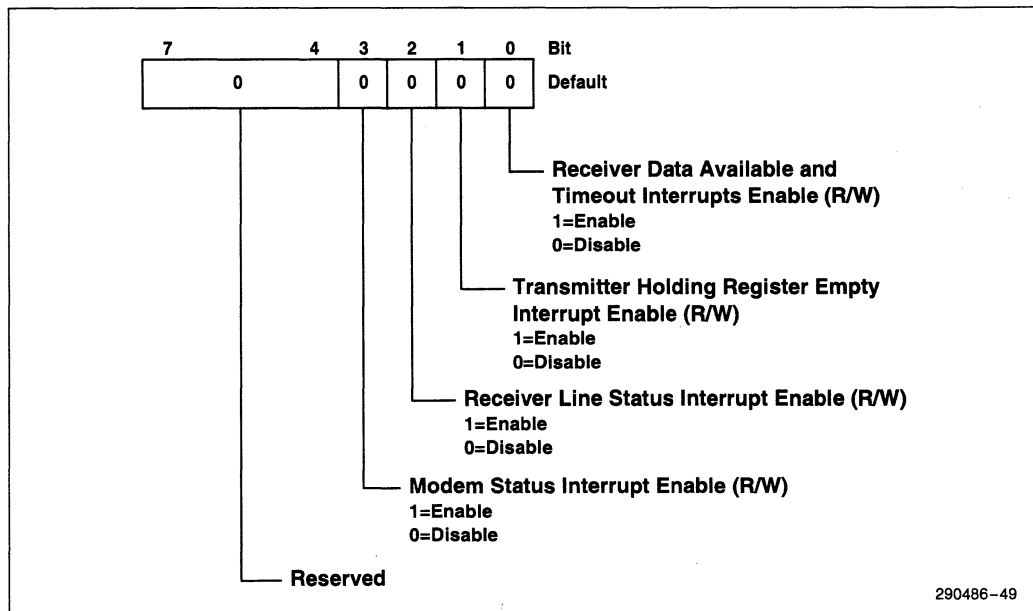 7 4 3 2 1 0 Bit
0 0 0 0 0 Default
Receiver Data Available and
Timeout Interrupts Enable (R/W)
1=Enable
0=Disable
Transmitter Holding Register Empty
Interrupt Enable (R/W)
1=Enable
0=Disable
Receiver Line Status Interrupt Enable (R/W)
1=Enable
0=Disable
Modem Status Interrupt Enable (R/W)
1=Enable
0=Disable
Reserved
290486-49